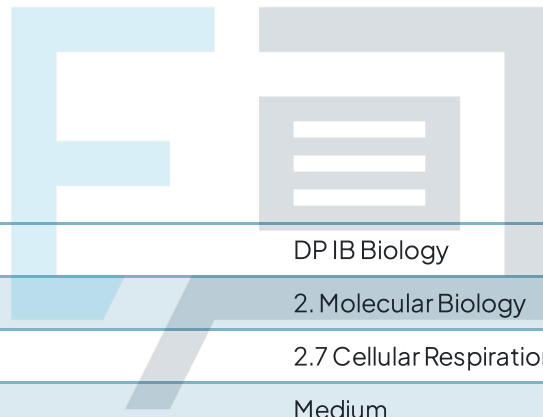 DP IB Biology
2. Molecular Biology
2.7 Cellular Respiratio
Medium